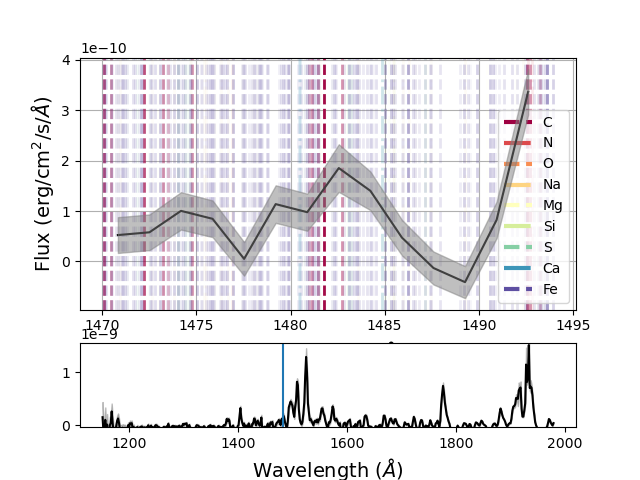 1e−10
4
3
2
1
0
Flux (erg/cm²/s/Å)
C
N
O
Na
Mg
Si
S
Ca
Fe
1470 1475 1480 1485 1490 1495
1e−9
1
0
1200 1400 1600 1800 2000
Wavelength (Å)